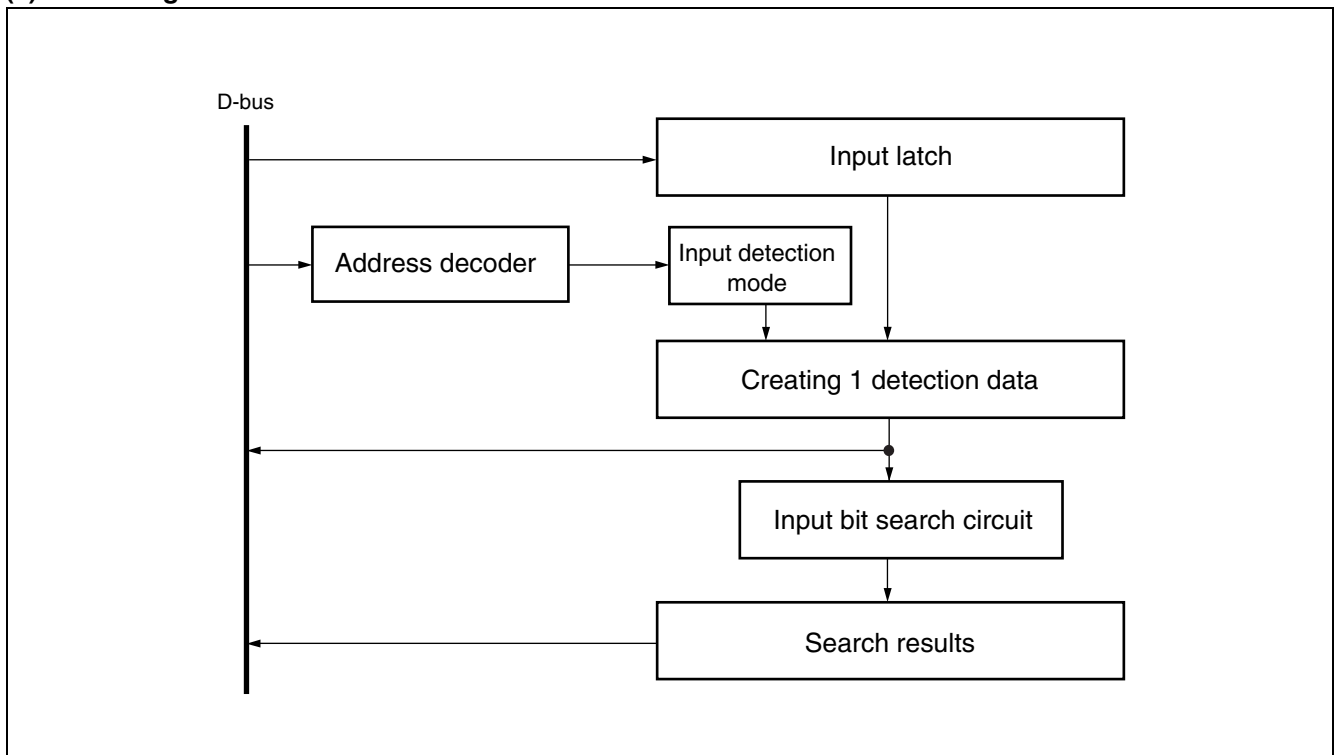 D-bus
Input latch
Address decoder
Input detection
mode
Creating 1 detection data
Input bit search circuit
Search results